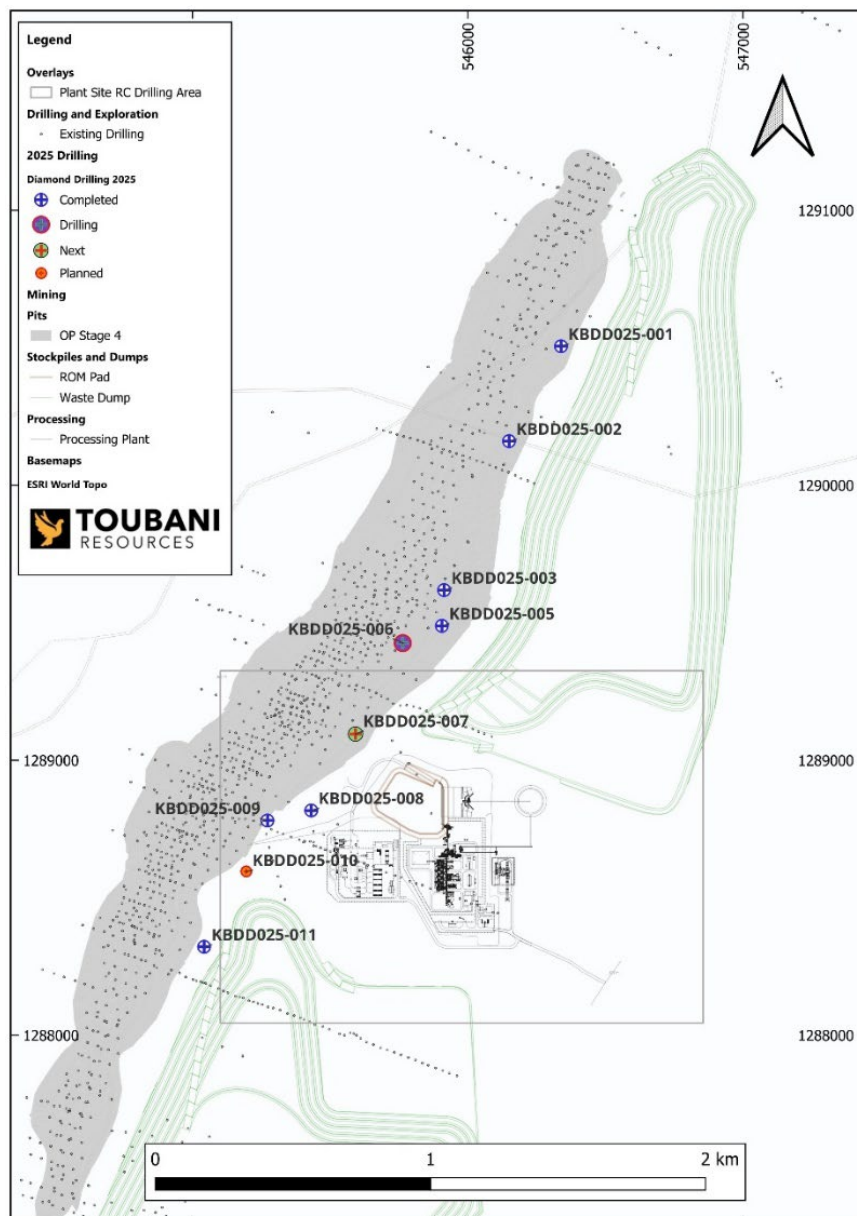 Legend
Overlays
Plant Site RC Drilling Area
Drilling and Exploration
Existing Drilling
2025 Drilling
Diamond Drilling 2025
Completed
Drilling
Next
Planned
Mining
Pits
OP Stage 4
Stockpiles and Dumps
ROM Pad
Waste Dump
Processing
Processing Plant
Basemaps
ESRI World Topo
TOUBANI
RESOURCES
546000
547000
1291000
KBDD025-001
KBDD025-002
1290000
KBDD025-003
KBDD025-005
KBDD025-006
KBDD025-007
1289000
1289000
KBDD025-008
KBDD025-009
KBDD025-010
KBDD025-011
1288000
1288000
0
1
2 km